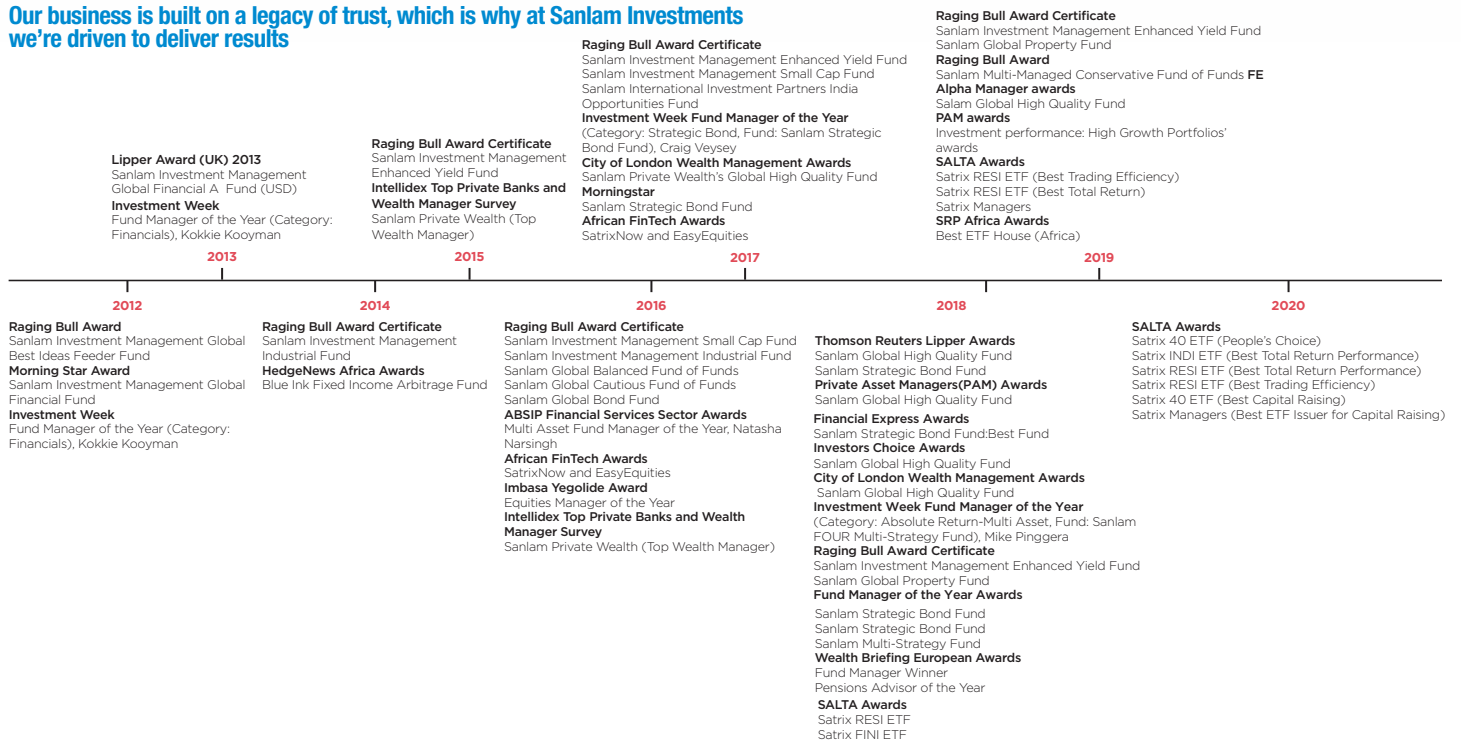 Our business is built on a legacy of trust, which is why at Sanlam Investments
we're driven to deliver results
Lipper Award (UK) 2013
Sanlam Investment Management
Global Financial A Fund (USD)
Investment Week
Fund Manager of the Year (Category:
Financials), Kokkie Kooyman
2013
Raging Bull Award Certificate
Sanlam Investment Management
Enhanced Yield Fund
Intellidex Top Private Banks and
Wealth Manager Survey
Sanlam Private Wealth (Top
Wealth Manager)
2015
Raging Bull Award Certificate
Sanlam Investment Management Enhanced Yield Fund
Sanlam Investment Management Small Cap Fund
Sanlam International Investment Partners India
Opportunities Fund
Investment Week Fund Manager of the Year
(Category: Strategic Bond, Fund: Sanlam Strategic
Bond Fund), Craig Veysey
City of London Wealth Management Awards
Sanlam Private Wealth's Global High Quality Fund
Morningstar
Sanlam Strategic Bond Fund
African FinTech Awards
SatrixNow and EasyEquities
2017
Raging Bull Award Certificate
Sanlam Investment Management Enhanced Yield Fund
Sanlam Global Property Fund
Raging Bull Award
Sanlam Multi-Managed Conservative Fund of Funds FE
Alpha Manager awards
Salam Global High Quality Fund
PAM awards
Investment performance: High Growth Portfolios'
awards
SALTA Awards
Satrix RESI ETF (Best Trading Efficiency)
Satrix RESI ETF (Best Total Return)
Satrix Managers
SRP Africa Awards
Best ETF House (Africa)
2019
2012
Raging Bull Award
Sanlam Investment Management Global
Best Ideas Feeder Fund
Morning Star Award
Sanlam Investment Management Global
Financial Fund
Investment Week
Fund Manager of the Year (Category:
Financials), Kokkie Kooyman
2014
Raging Bull Award Certificate
Sanlam Investment Management
Industrial Fund
HedgeNews Africa Awards
Blue Ink Fixed Income Arbitrage Fund
2016
Raging Bull Award Certificate
Sanlam Investment Management Small Cap Fund
Sanlam Investment Management Industrial Fund
Sanlam Global Balanced Fund of Funds
Sanlam Global Cautious Fund of Funds
Sanlam Global Bond Fund
ABSIP Financial Services Sector Awards
Multi Asset Fund Manager of the Year, Natasha
Narsingh
African FinTech Awards
SatrixNow and EasyEquities
Imbasa Yegolide Award
Equities Manager of the Year
Intellidex Top Private Banks and Wealth
Manager Survey
Sanlam Private Wealth (Top Wealth Manager)
2018
Thomson Reuters Lipper Awards
Sanlam Global High Quality Fund
Sanlam Strategic Bond Fund
Private Asset Managers(PAM) Awards
Sanlam Global High Quality Fund
Financial Express Awards
Sanlam Strategic Bond Fund:Best Fund
Investors Choice Awards
Sanlam Global High Quality Fund
City of London Wealth Management Awards
Sanlam Global High Quality Fund
Investment Week Fund Manager of the Year
(Category: Absolute Return-Multi Asset, Fund: Sanlam
FOUR Multi-Strategy Fund), Mike Pinggera
Raging Bull Award Certificate
Sanlam Investment Management Enhanced Yield Fund
Sanlam Global Property Fund
Fund Manager of the Year Awards
Sanlam Strategic Bond Fund
Sanlam Strategic Bond Fund
Sanlam Multi-Strategy Fund
Wealth Briefing European Awards
Fund Manager Winner
Pensions Advisor of the Year
SALTA Awards
Satrix RESI ETF
Satrix FINI ETF
2020
SALTA Awards
Satrix 40 ETF (People's Choice)
Satrix INDI ETF (Best Total Return Performance)
Satrix RESI ETF (Best Total Return Performance)
Satrix RESI ETF (Best Trading Efficiency)
Satrix 40 ETF (Best Capital Raising)
Satrix Managers (Best ETF Issuer for Capital Raising)